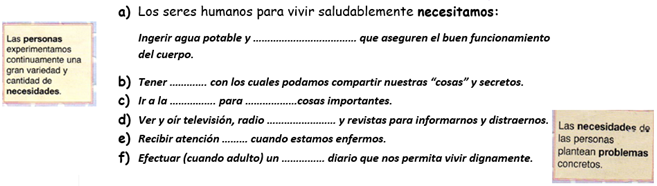 Las personas
experimentamos
continuamente una
gran variedad y
cantidad de
necesidades.
a) Los seres humanos para vivir saludablemente necesitamos:
Ingerir agua potable y .................................. que aseguren el buen funcionamiento
del cuerpo.
b) Tener ............. con los cuales podamos compartir nuestras “cosas” y secretos.
c) Ir a la ............... para .................cosas importantes.
d) Ver y oír televisión, radio ....................... y revistas para informarnos y distraernos.
e) Recibir atención ......... cuando estamos enfermos.
f) Efectuar (cuando adulto) un .............. diario que nos permita vivir dignamente.
Las necesidades de
las personas
plantean problemas
concretos.